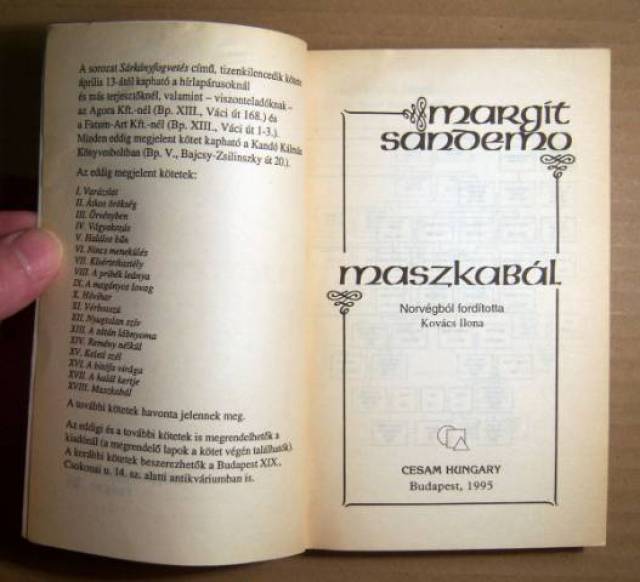 A sorozat Sárkányfogvetés című, tizenkilencedik kötete
április 13-ától kapható a hírlapárusoknál
és más terjesztőknél, valamint – viszonteladóknak –
az Agora Kft.-nél (Bp. XIII., Váci út 168.) és
a Fatum-Art Kft.-nél (Bp. XIII., Váci út 1-3.).
Minden eddig megjelent kötet kapható a Kandó Kálmán
Könyvesboltban (Bp. V., Bajcsy-Zsilinszky út 20.).
Az eddig megjelent kötetek:
I. Varázslat
II. Átkos örökség
III. Örvényben
IV. Vágyakozás
V. Halálos bűn
VI. Nincs menekülés
VII. Kísértetkastély
VIII. A pribék leánya
IX. A magányos lovag
X. Hóvihar
XI. Vérbosszú
XII. Nyugtalan szív
XIII. A sátán lábnyoma
XIV. Remény nélkül
XV. Keleti szél
XVI. A bitófa virága
XVII. A halál kertje
XVIII. Maszkabál
A további kötetek havonta jelennek meg.
Az eddigi és a további kötetek is megrendelhetők a
kiadónál (a megrendelő lapok a kötet végén találhatók).
A korábbi kötetek beszerezhetők a Budapest XIX.,
Csokonai u. 14. sz. alatti antikváriumban is.
margit
sandemo
maszkabál
Norvégból fordította
Kovács Ilona
CESAM HUNGARY
Budapest, 1995